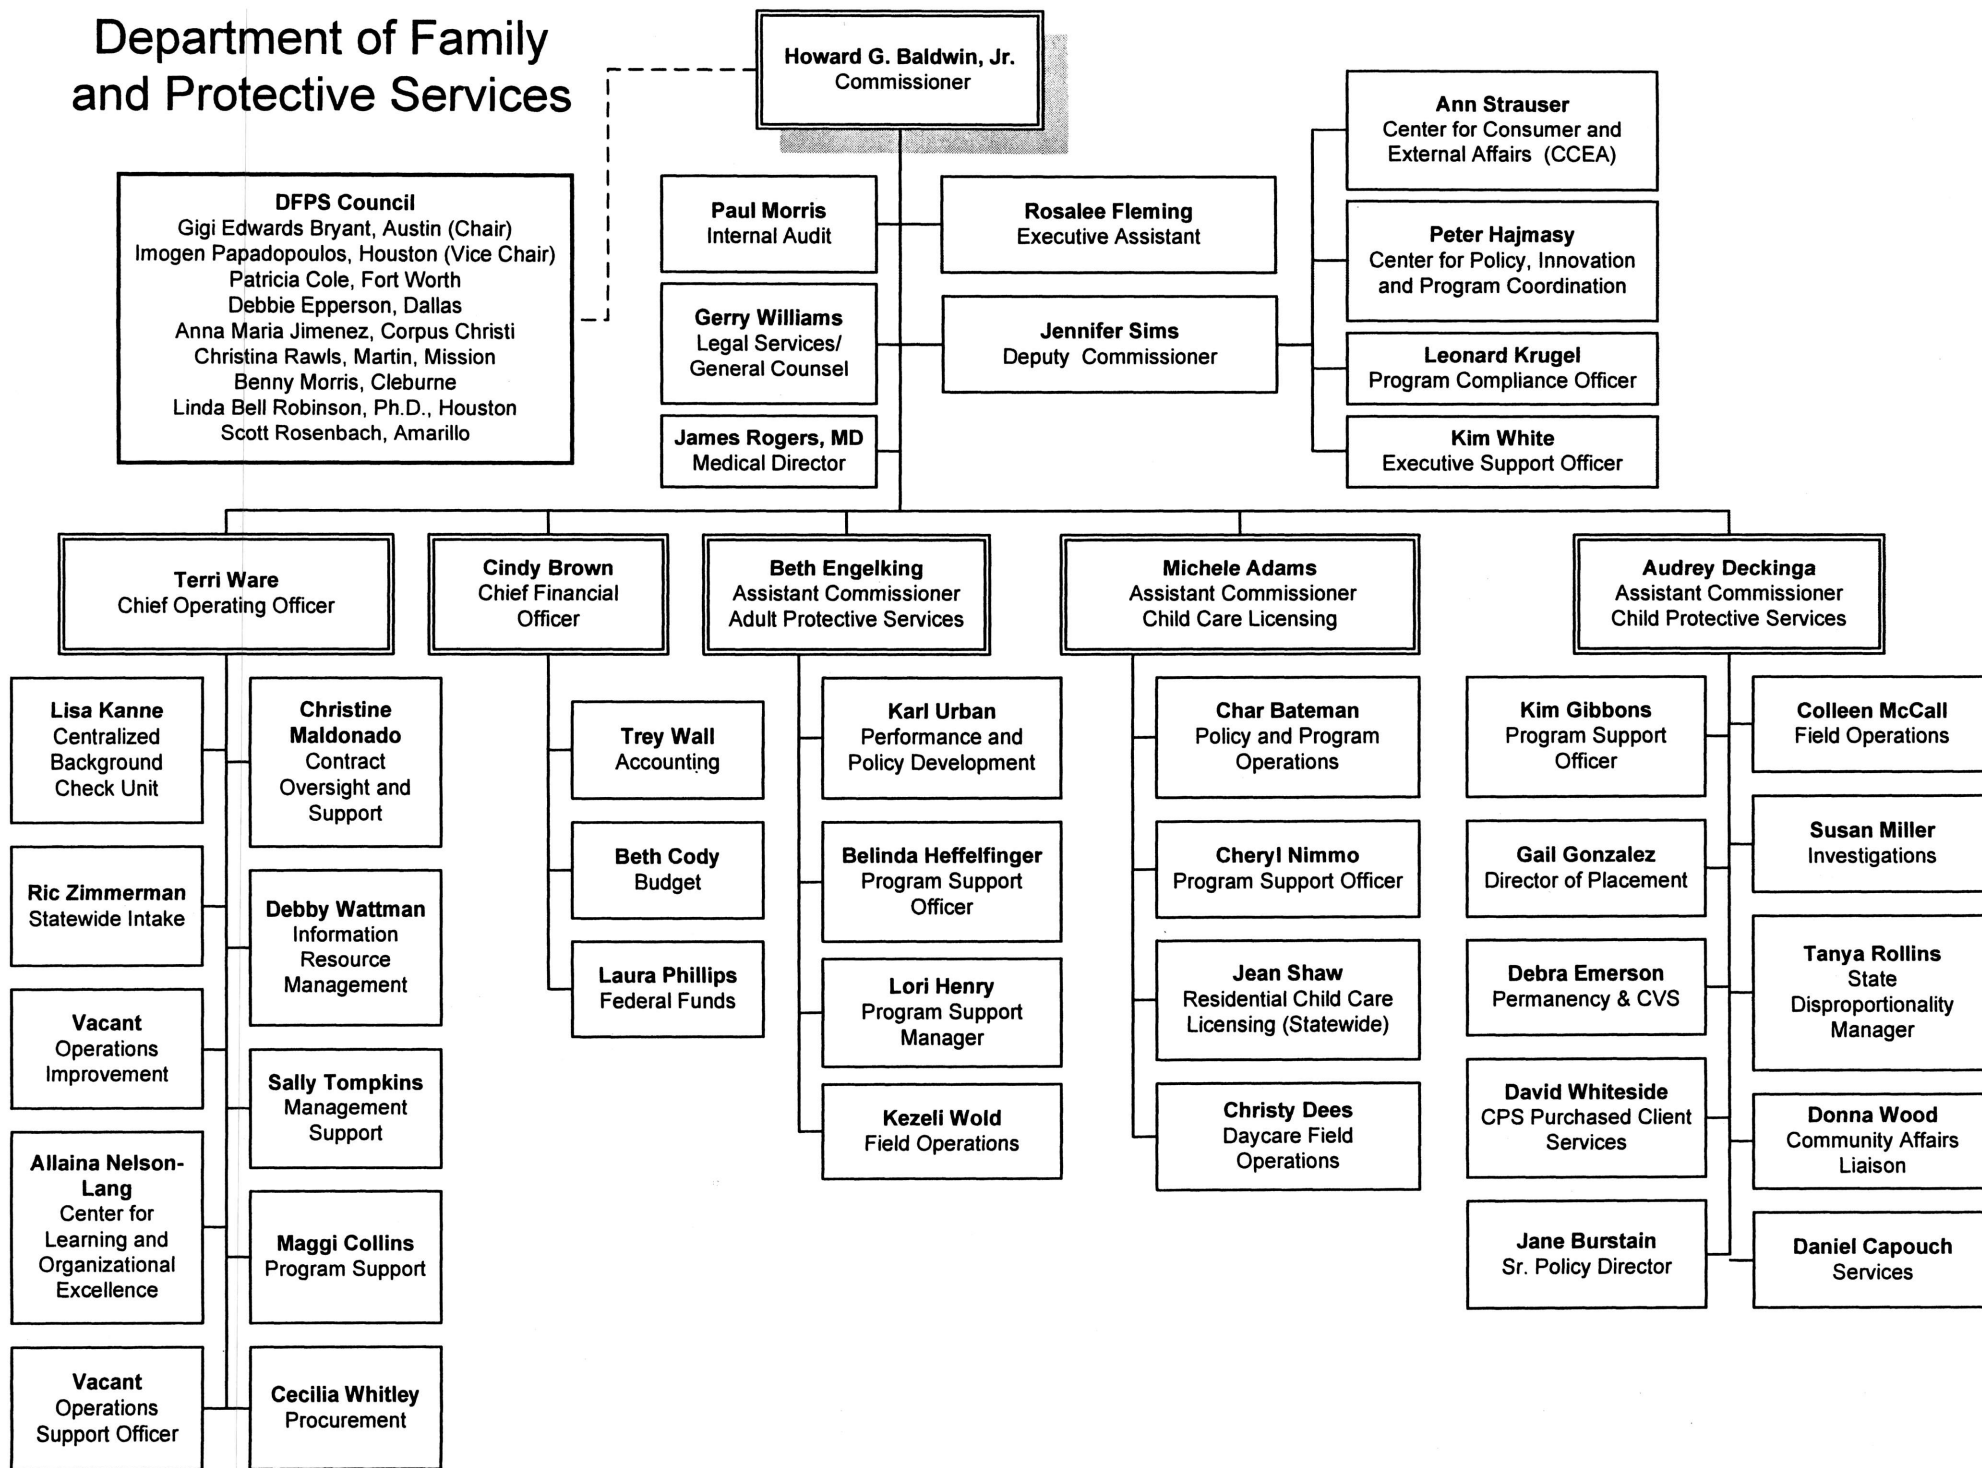 Department of Family
and Protective Services
Howard G. Baldwin, Jr.
Commissioner
DFPS Council
Gigi Edwards Bryant, Austin (Chair)
Imogen Papadopoulos, Houston (Vice Chair)
Patricia Cole, Fort Worth
Debbie Epperson, Dallas
Anna Maria Jimenez, Corpus Christi
Christina Rawls, Martin, Mission
Benny Morris, Cleburne
Linda Bell Robinson, Ph.D., Houston
Scott Rosenbach, Amarillo
Paul Morris
Internal Audit
Rosalee Fleming
Executive Assistant
Gerry Williams
Legal Services/
General Counsel
Jennifer Sims
Deputy Commissioner
James Rogers, MD
Medical Director
Ann Strauser
Center for Consumer and
External Affairs (CCEA)
Peter Hajmasy
Center for Policy, Innovation
and Program Coordination
Leonard Krugel
Program Compliance Officer
Kim White
Executive Support Officer
Terri Ware
Chief Operating Officer
Cindy Brown
Chief Financial
Officer
Beth Engelking
Assistant Commissioner
Adult Protective Services
Michele Adams
Assistant Commissioner
Child Care Licensing
Audrey Deckinga
Assistant Commissioner
Child Protective Services
Lisa Kanne
Centralized
Background
Check Unit
Ric Zimmerman
Statewide Intake
Vacant
Operations
Improvement
Allaina Nelson-
Lang
Center for
Learning and
Organizational
Excellence
Vacant
Operations
Support Officer
Christine
Maldonado
Contract
Oversight and
Support
Debby Wattman
Information
Resource
Management
Sally Tompkins
Management
Support
Maggi Collins
Program Support
Cecilia Whitley
Procurement
Trey Wall
Accounting
Beth Cody
Budget
Laura Phillips
Federal Funds
Karl Urban
Performance and
Policy Development
Belinda Heffelfinger
Program Support
Officer
Lori Henry
Program Support
Manager
Kezeli Wold
Field Operations
Char Bateman
Policy and Program
Operations
Cheryl Nimmo
Program Support Officer
Jean Shaw
Residential Child Care
Licensing (Statewide)
Christy Dees
Daycare Field
Operations
Kim Gibbons
Program Support
Officer
Gail Gonzalez
Director of Placement
Debra Emerson
Permanency & CVS
David Whiteside
CPS Purchased Client
Services
Jane Burstain
Sr. Policy Director
Colleen McCall
Field Operations
Susan Miller
Investigations
Tanya Rollins
State
Disproportionality
Manager
Donna Wood
Community Affairs
Liaison
Daniel Capouch
Services